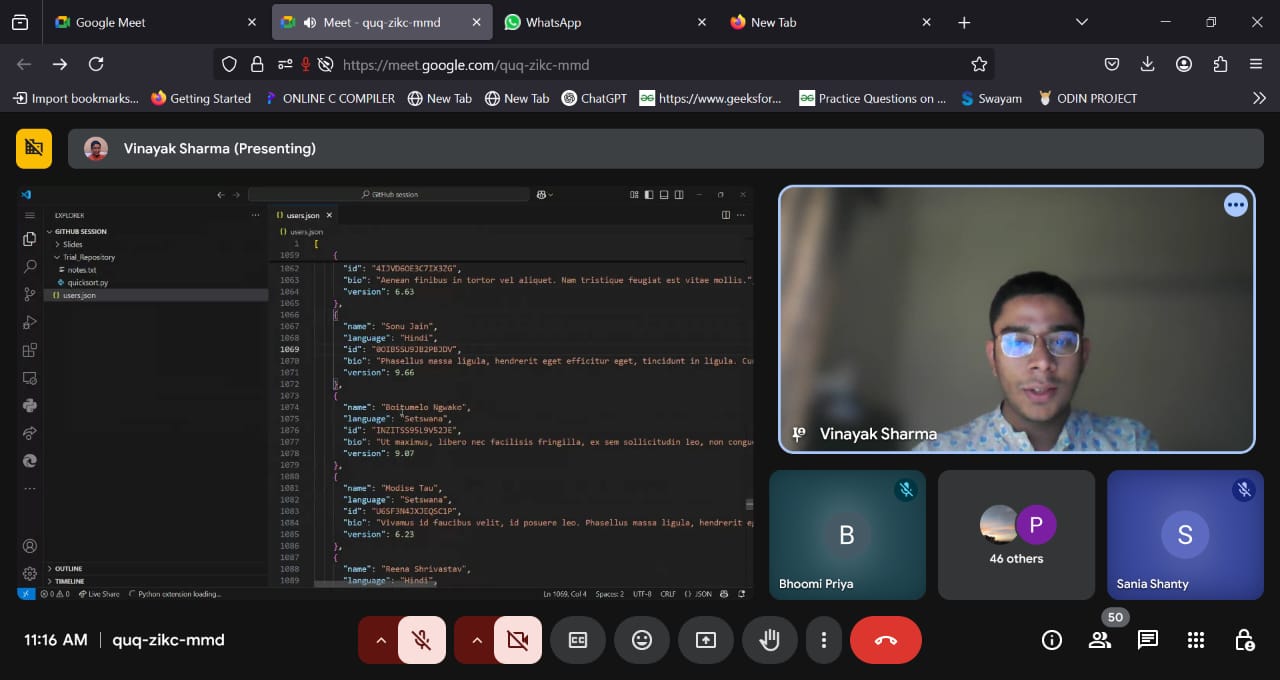 Google Meet
Meet - quq-zikc-mmd
WhatsApp
New Tab
https://meet.google.com/quq-zikc-mmd
Import bookmarks... Getting Started ONLINE C COMPILER New Tab New Tab ChatGPT https://www.geeksfor... Practice Questions on ... Swayam ODIN PROJECT
Vinayak Sharma (Presenting)
GitHub session
EXPLORER
GITHUB SESSION
Slides
Trial_Repository
notes.txt
quicksort.py
{} users.json
OUTLINE
TIMELINE
{} users.json
{} users.json
1 [
1059 {
1062 "id": "4IJVD6OE3C7IX3ZG",
1063 "bio": "Aenean finibus in tortor vel aliquet. Nam tristique feugiat est vitae mollis."
1064 "version": 6.63
1065 },
1066 {
1067 "name": "Sonu Jain",
1068 "language": "Hindi",
1069
1070 "bio": "Phasellus massa ligula, hendrerit eget efficitur eget, tincidunt in ligula. Cu
1071 "version": 9.66
1072 },
1073 {
1074 "name": "Boitumelo Ngwako",
1075 "language": "Setswana",
1076 "id": "INZITSS95L9V52JE",
1077 "bio": "Ut maximus, libero nec facilisis fringilla, ex sem sollicitudin leo, non congu
1078 "version": 9.07
1079 },
1080 {
1081 "name": "Modise Tau",
1082 "language": "Setswana",
1083 "id": "U6SF3N4JXJEQSC1P",
1084 "bio": "Vivamus id faucibus velit, id posuere leo. Phasellus massa ligula, hendrerit eg
1085 "version": 6.23
1086 },
1087 {
1088 "name": "Reena Shrivastav",
1089 "language": "Hindi",
0 0 0 Live Share Python extension loading...
Ln 1069, Col 4 Spaces: 2 UTF-8 CRLF {} JSON
Vinayak Sharma
B
Bhoomi Priya
P
46 others
S
Sania Shanty
11:16 AM | quq-zikc-mmd
CC
50